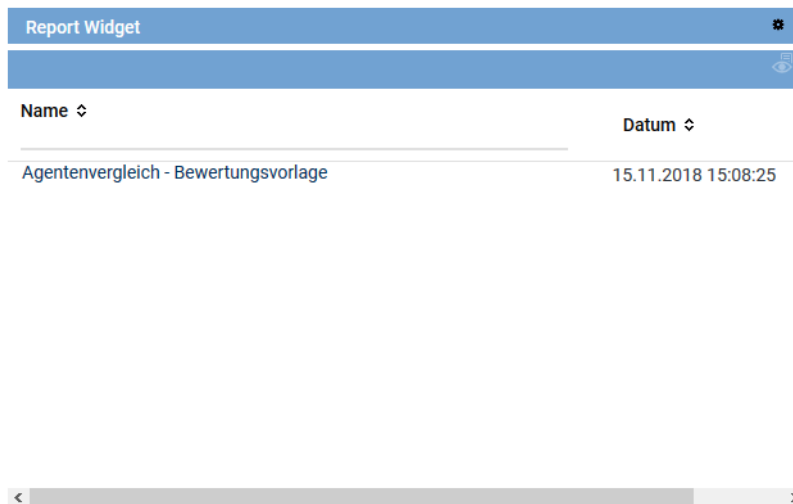 Report Widget
Name
Datum
Agentenvergleich - Bewertungsvorlage
15.11.2018 15:08:25